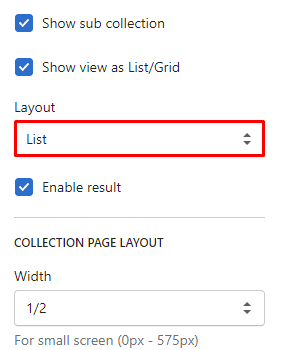 Show sub collection
Show view as List/Grid
Layout
List
Enable result
COLLECTION PAGE LAYOUT
Width
1/2
For small screen (0px - 575px)